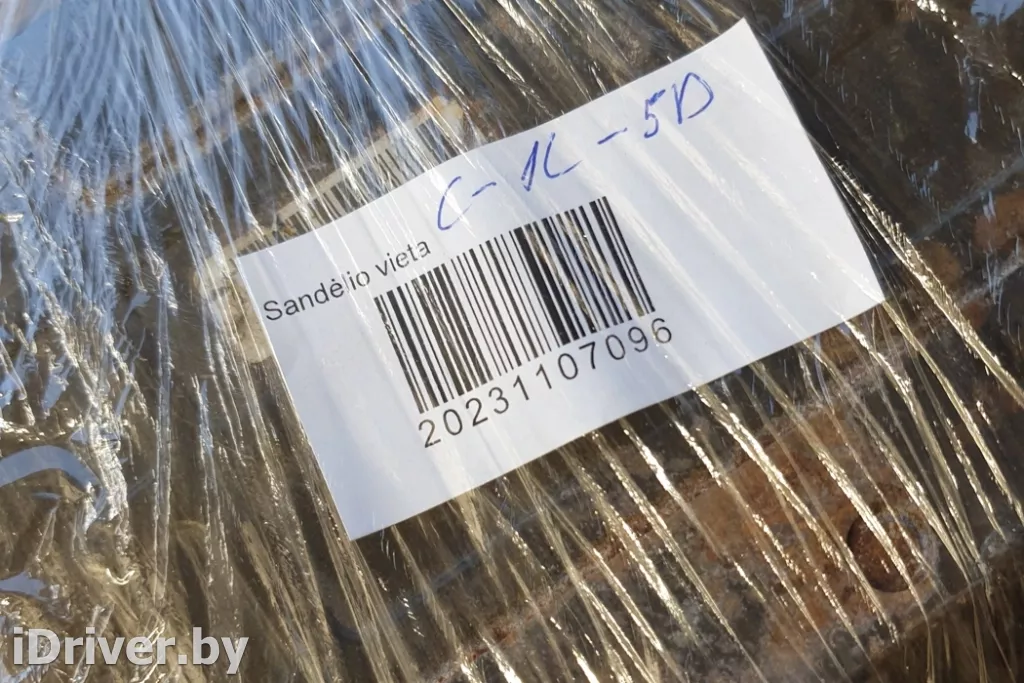 C-1L-5D
Sandėlio vieta
20231107096
iDriver.by